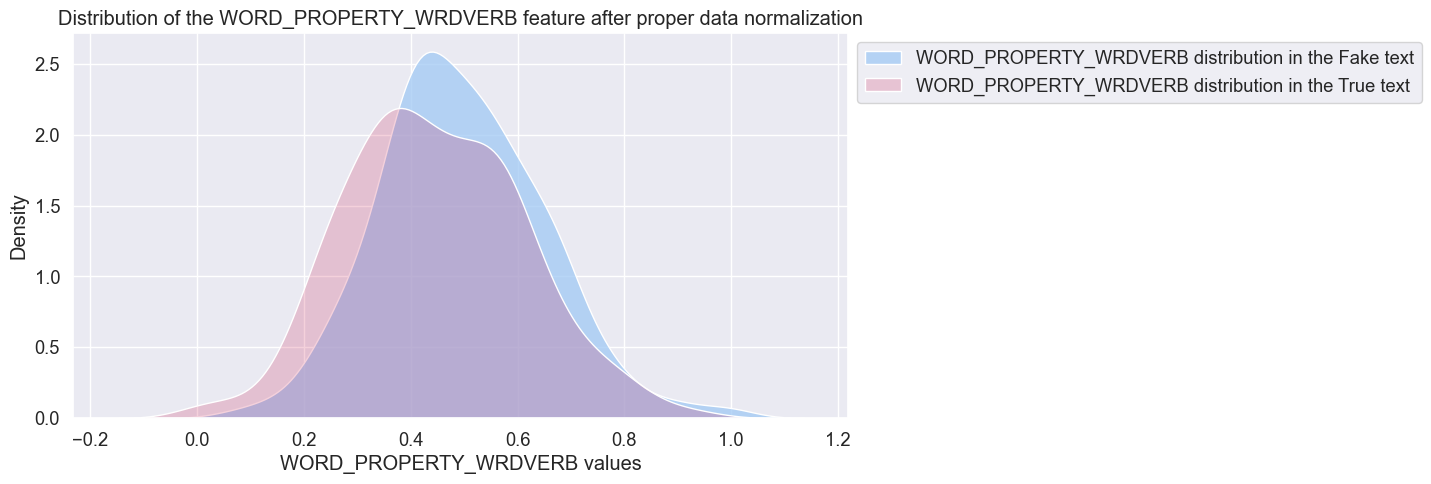 Distribution of the WORD_PROPERTY_WRDVERB feature after proper data normalization
WORD_PROPERTY_WRDVERB distribution in the Fake text
WORD_PROPERTY_WRDVERB distribution in the True text
Density
2.5
2.0
1.5
1.0
0.5
0.0
−0.2 0.0 0.2 0.4 0.6 0.8 1.0 1.2
WORD_PROPERTY_WRDVERB values